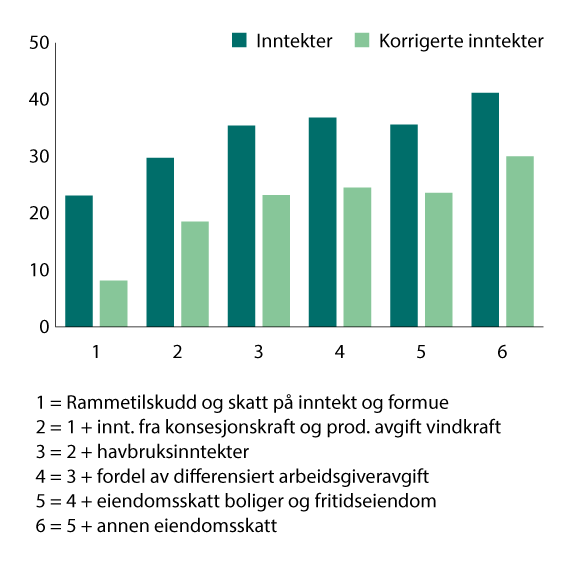 50
Inntekter
Korrigerte inntekter
40
30
20
10
0
1
2
3
4
5
6
1 = Rammetilskudd og skatt på inntekt og formue
2 = 1 + innt. fra konsesjonskraft og prod. avgift vindkraft
3 = 2 + havbruksinntekter
4 = 3 + fordel av differensiert arbeidsgiveravgift
5 = 4 + eiendomsskatt boliger og fritidseiendom
6 = 5 + annen eiendomsskatt